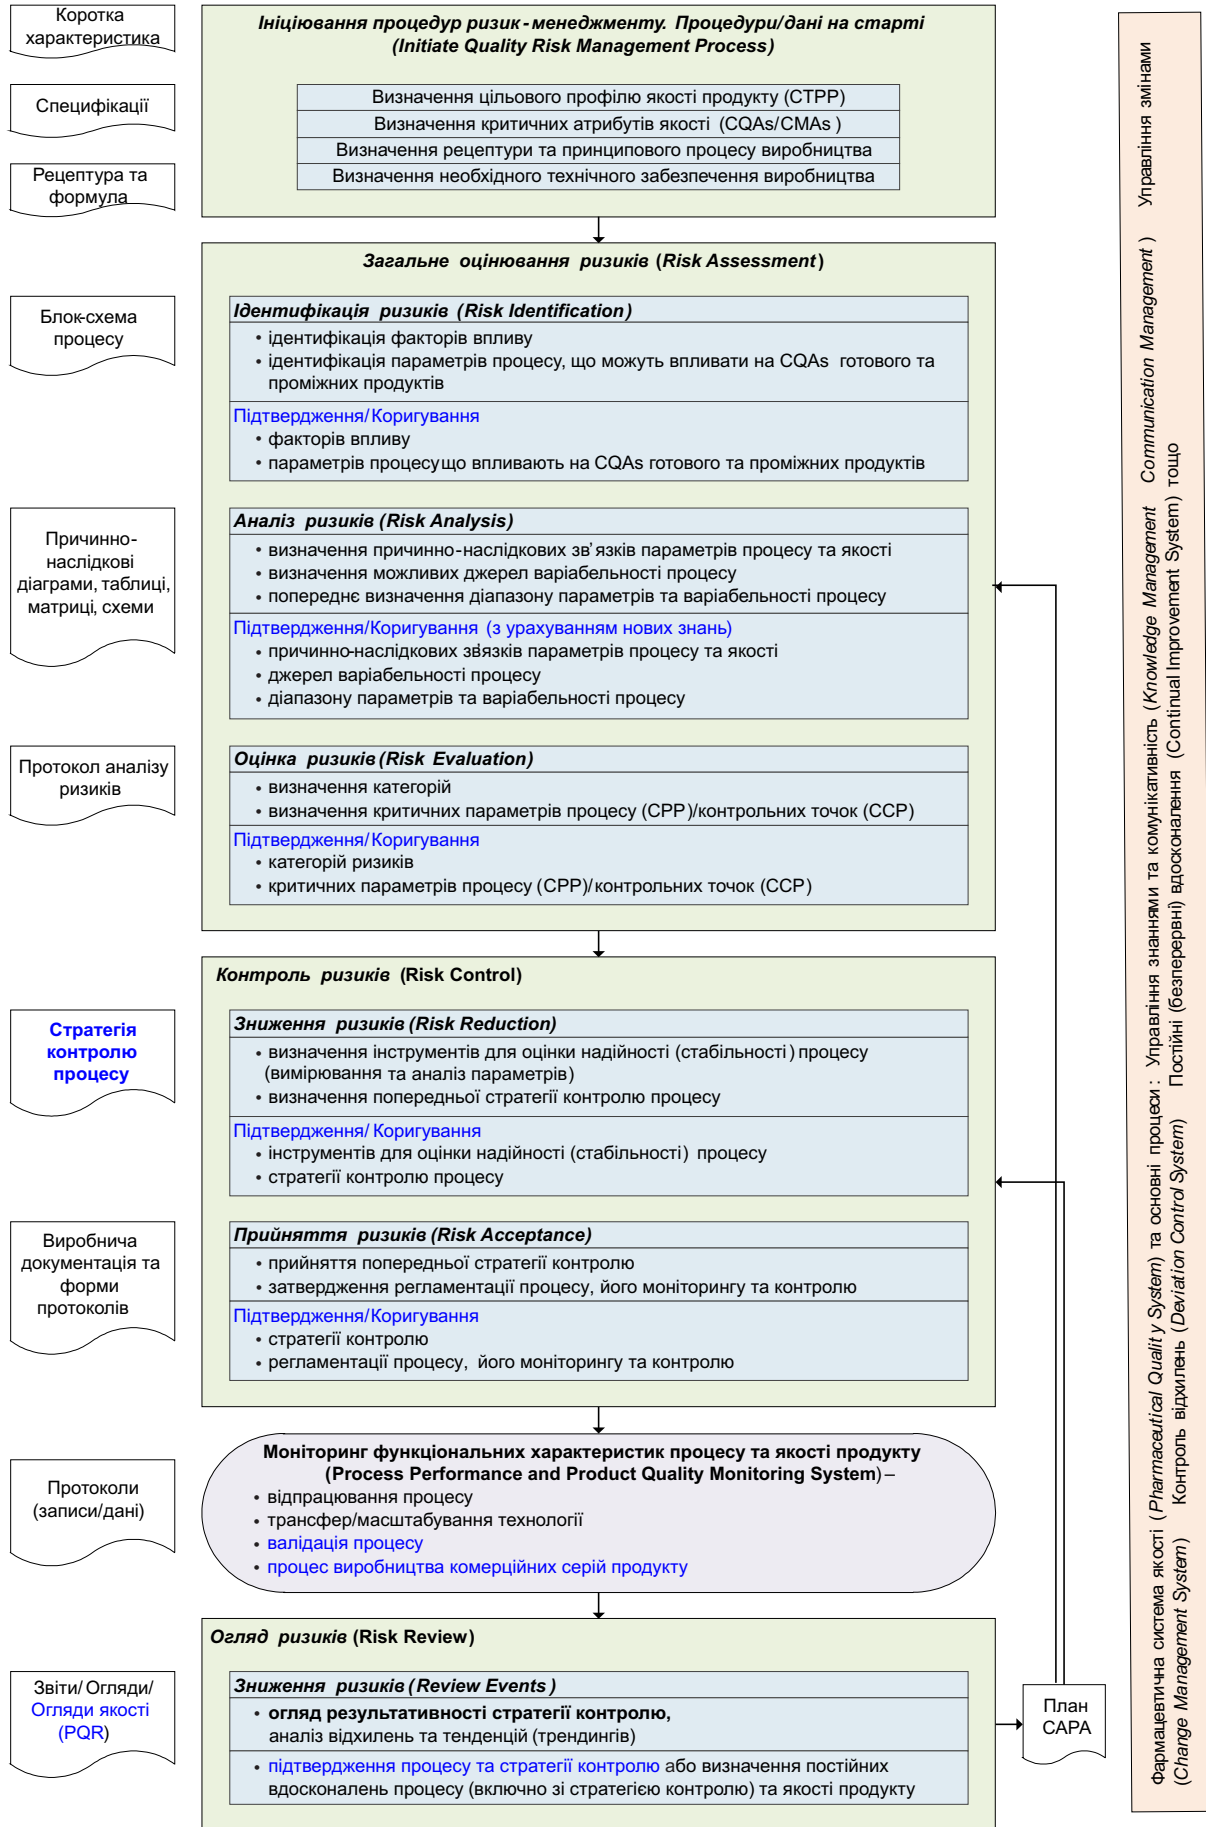 Коротка
характеристика
Специфікації
Рецептура та
формула
Ініціювання процедур ризик-менеджменту. Процедури/дані на старті
(Initiate Quality Risk Management Process)
Визначення цільового профілю якості продукту (СТРР)
Визначення критичних атрибутів якості (CQAs/CMAs )
Визначення рецептури та принципового процесу виробництва
Визначення необхідного технічного забезпечення виробництва
Загальне оцінювання ризиків (Risk Assessment)
Блок-схема
процесу
Ідентифікація ризиків (Risk Identification)
• ідентифікація факторів впливу
• ідентифікація параметрів процесу, що можуть впливати на CQAs готового та
проміжних продуктів
Підтвердження/Коригування
• факторів впливу
• параметрів процесущо впливають на CQAs готового та проміжних продуктів
Причинно-
наслідкові
діаграми, таблиці,
матриці, схеми
Аналіз ризиків (Risk Analysis)
• визначення причинно-наслідкових зв'язків параметрів процесу та якості
• визначення можливих джерел варіабельності процесу
• попереднє визначення діапазону параметрів та варіабельності процесу
Підтвердження/Коригування (з урахуванням нових знань)
• причинно-наслідкових звязків параметрів процесу та якості
• джерел варіабельності процесу
• діапазону параметрів та варіабельності процесу
Протокол аналізу
ризиків
Оцінка ризиків (Risk Evaluation)
• визначення категорій
• визначення критичних параметрів процесу (СРР)/контрольних точок (ССР)
Підтвердження/Коригування
• категорій ризиків
• критичних параметрів процесу (СРР)/контрольних точок (ССР)
Контроль ризиків (Risk Control)
Стратегія
контролю
процесу
Зниження ризиків (Risk Reduction)
• визначення інструментів для оцінки надійності (стабільності) процесу
(вимірювання та аналіз параметрів)
• визначення попередньої стратегії контролю процесу
Підтвердження/ Коригування
• інструментів для оцінки надійності (стабільності) процесу
• стратегії контролю процесу
Виробнича
документація та
форми
протоколів
Прийняття ризиків (Risk Acceptance)
• прийняття попередньої стратегії контролю
• затвердження регламентації процесу, його моніторингу та контролю
Підтвердження/Коригування
• стратегії контролю
• регламентації процесу, його моніторингу та контролю
Протоколи
(записи/дані)
Моніторинг функціональних характеристик процесу та якості продукту
(Process Performance and Product Quality Monitoring System) –
• відпрацювання процесу
• трансфер/масштабування технології
• валідація процесу
• процес виробництва комерційних серій продукту
Огляд ризиків (Risk Review)
Звіти/ Огляди/
Огляди якості
(PQR)
Зниження ризиків (Review Events)
• огляд результативності стратегії контролю,
аналіз відхилень та тенденцій (трендингів)
• підтвердження процесу та стратегії контролю або визначення постійних
вдосконалень процесу (включно зі стратегією контролю) та якості продукту
План
САРА
Фармацевтична система якості (Pharmaceutical Quality System) та основні процеси: Управління знаннями та комунікативність (Knowledge Management Communication Management ) Управління змінами
(Change Management System) Контроль відхилень (Deviation Control System) Постійні (безперервні) вдосконалення (Continual Improvement System) тощо